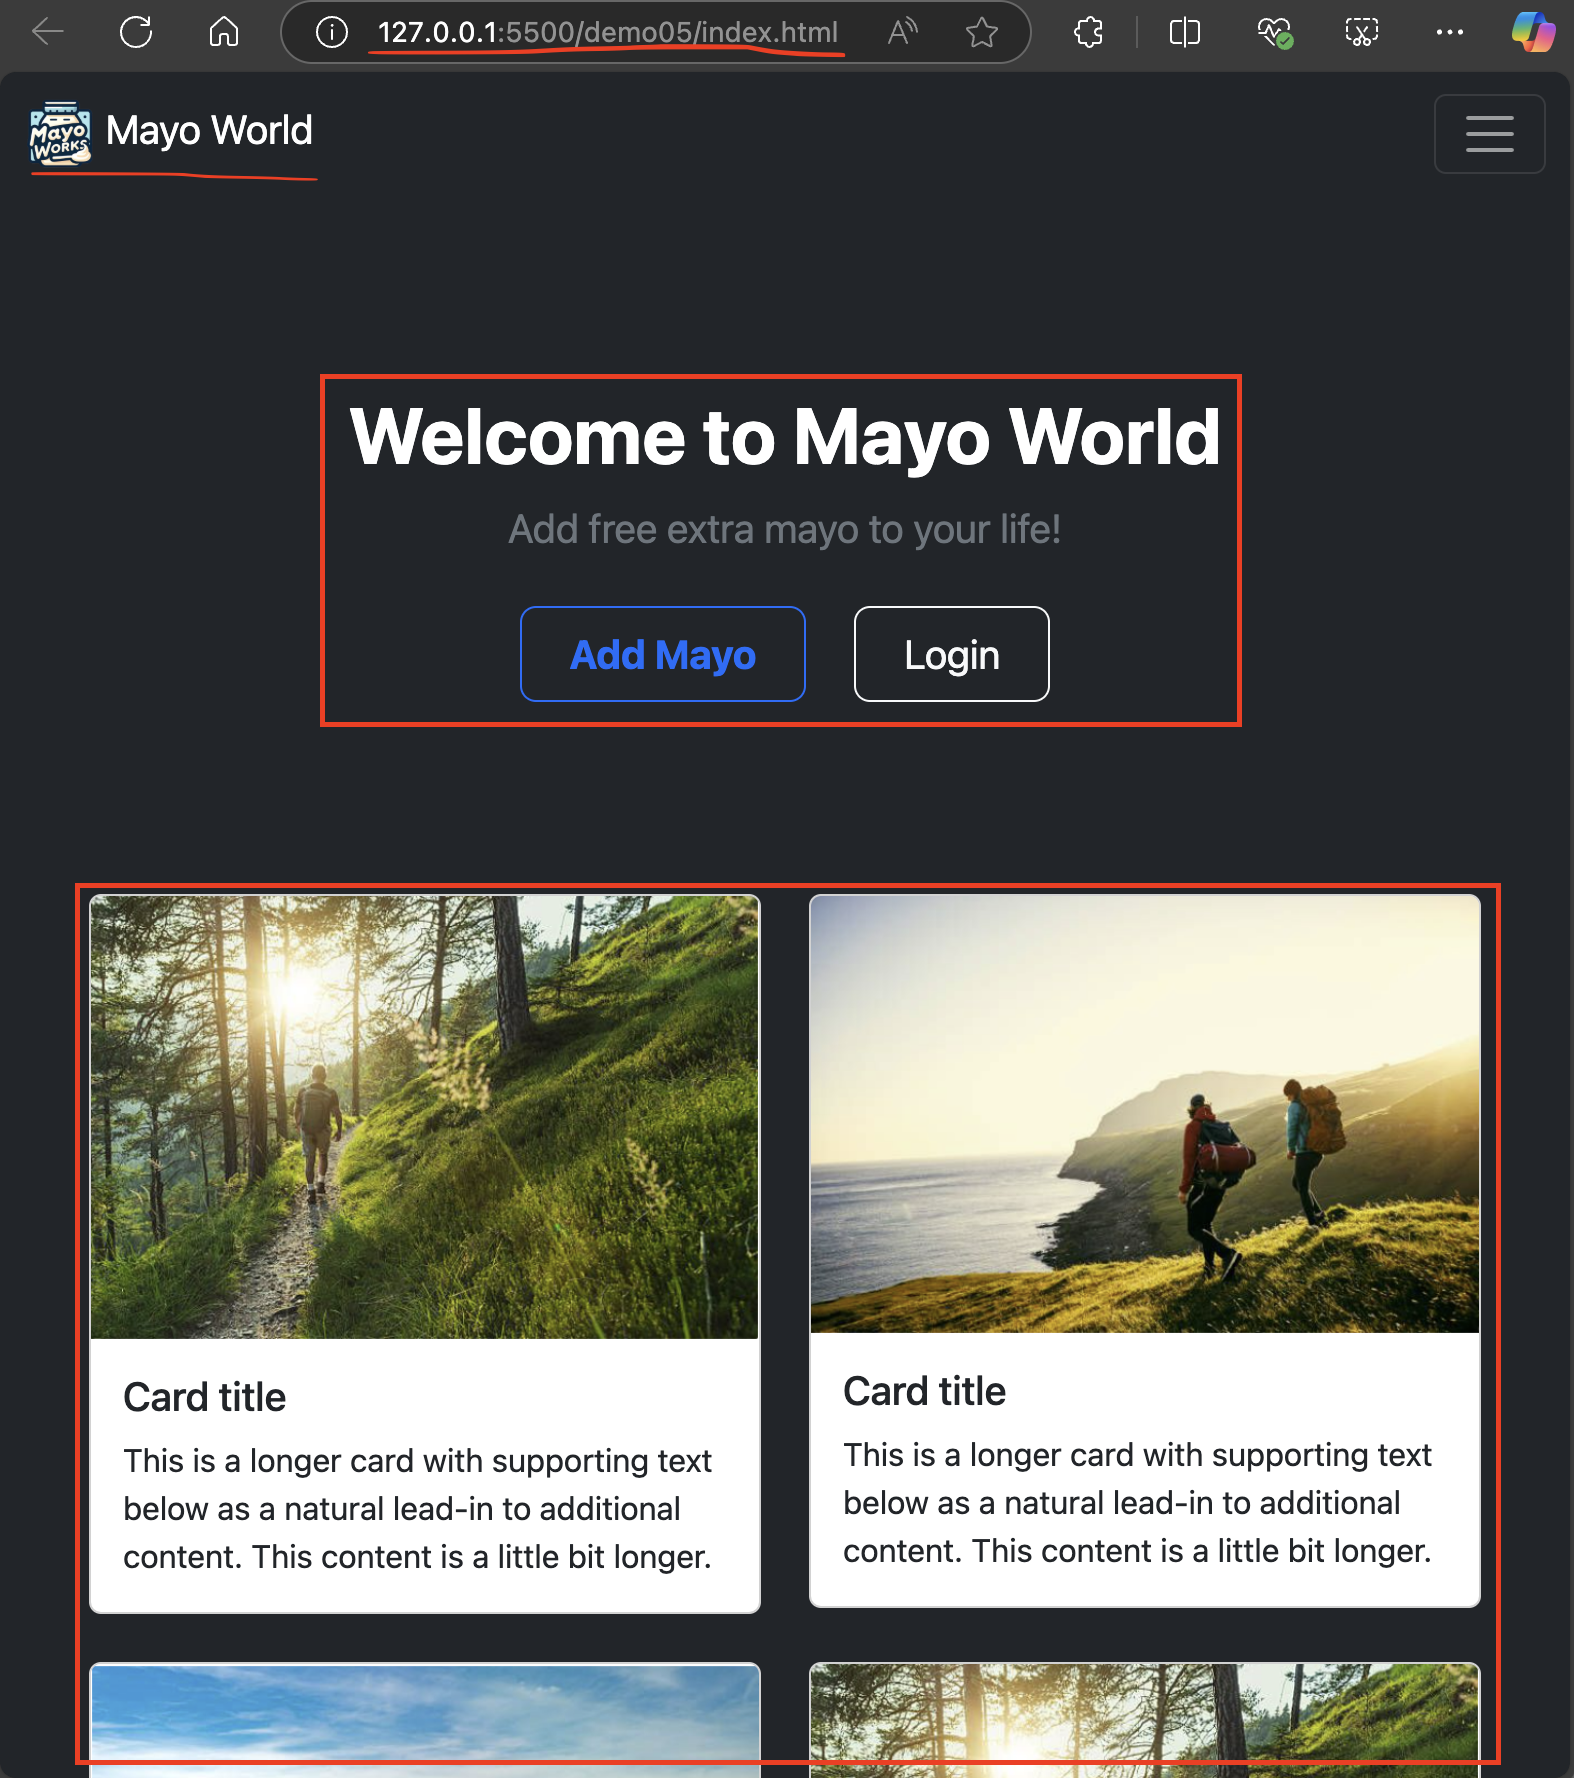 127.0.0.1:5500/demo05/index.html
Mayo Works
Mayo World
Welcome to Mayo World
Add free extra mayo to your life!
Add Mayo
Login
Card title
This is a longer card with supporting text
below as a natural lead-in to additional
content. This content is a little bit longer.
Card title
This is a longer card with supporting text
below as a natural lead-in to additional
content. This content is a little bit longer.